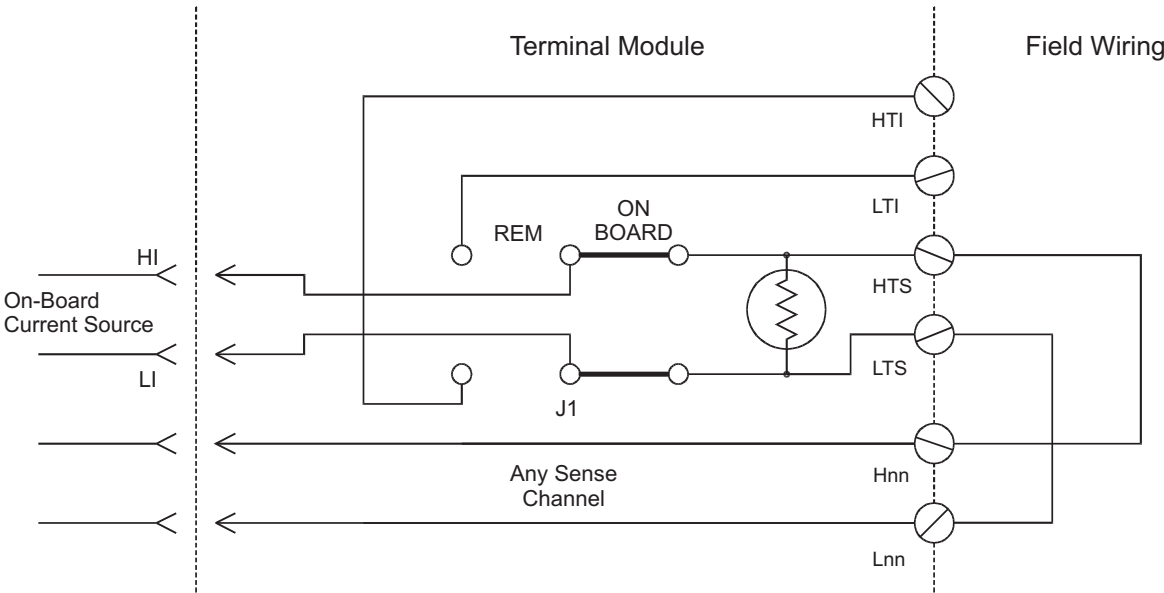 Terminal Module
Field Wiring
HTI
LTI
REM
ON
BOARD
HI
On-Board
Current Source
LI
HTS
LTS
J1
Any Sense
Channel
Hnn
Lnn